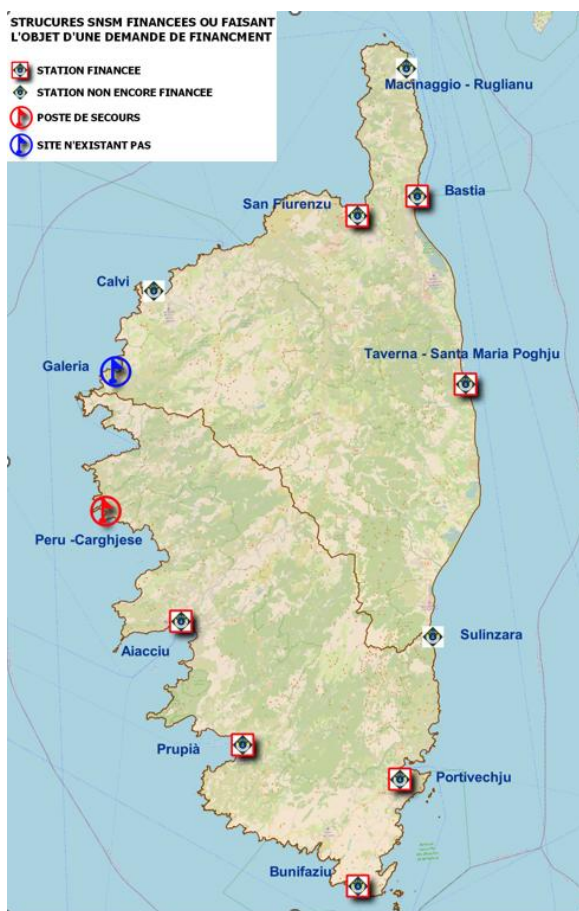 STRUCURES SNSM FINANCEES OU FAISANT
L'OBJET D'UNE DEMANDE DE FINANCMENT
STATION FINANCEE
STATION NON ENCORE FINANCEE
POSTE DE SECOURS
SITE N'EXISTANT PAS
Macinaggio - Ruglianu
Bastia
San Fiurenzu
Calvi
Galeria
Taverna - Santa Maria Poghju
Peru -Carghjese
Aiacciu
Sulinzara
Prupià
Portivechju
Bunifaziu